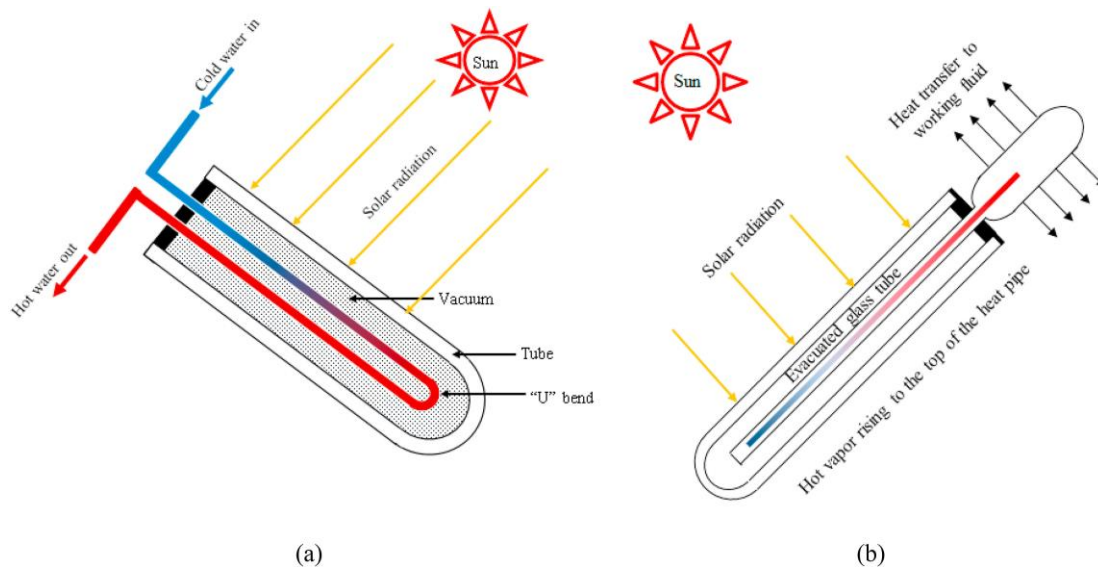 Cold water in
Sun
Solar radiation
Hot water out
Vacuum
Tube
“U” bend
(a)
Sun
Heat transfer to
working fluid
Solar radiation
Evacuated glass tube
Hot vapor rising to the top of the heat pipe
(b)